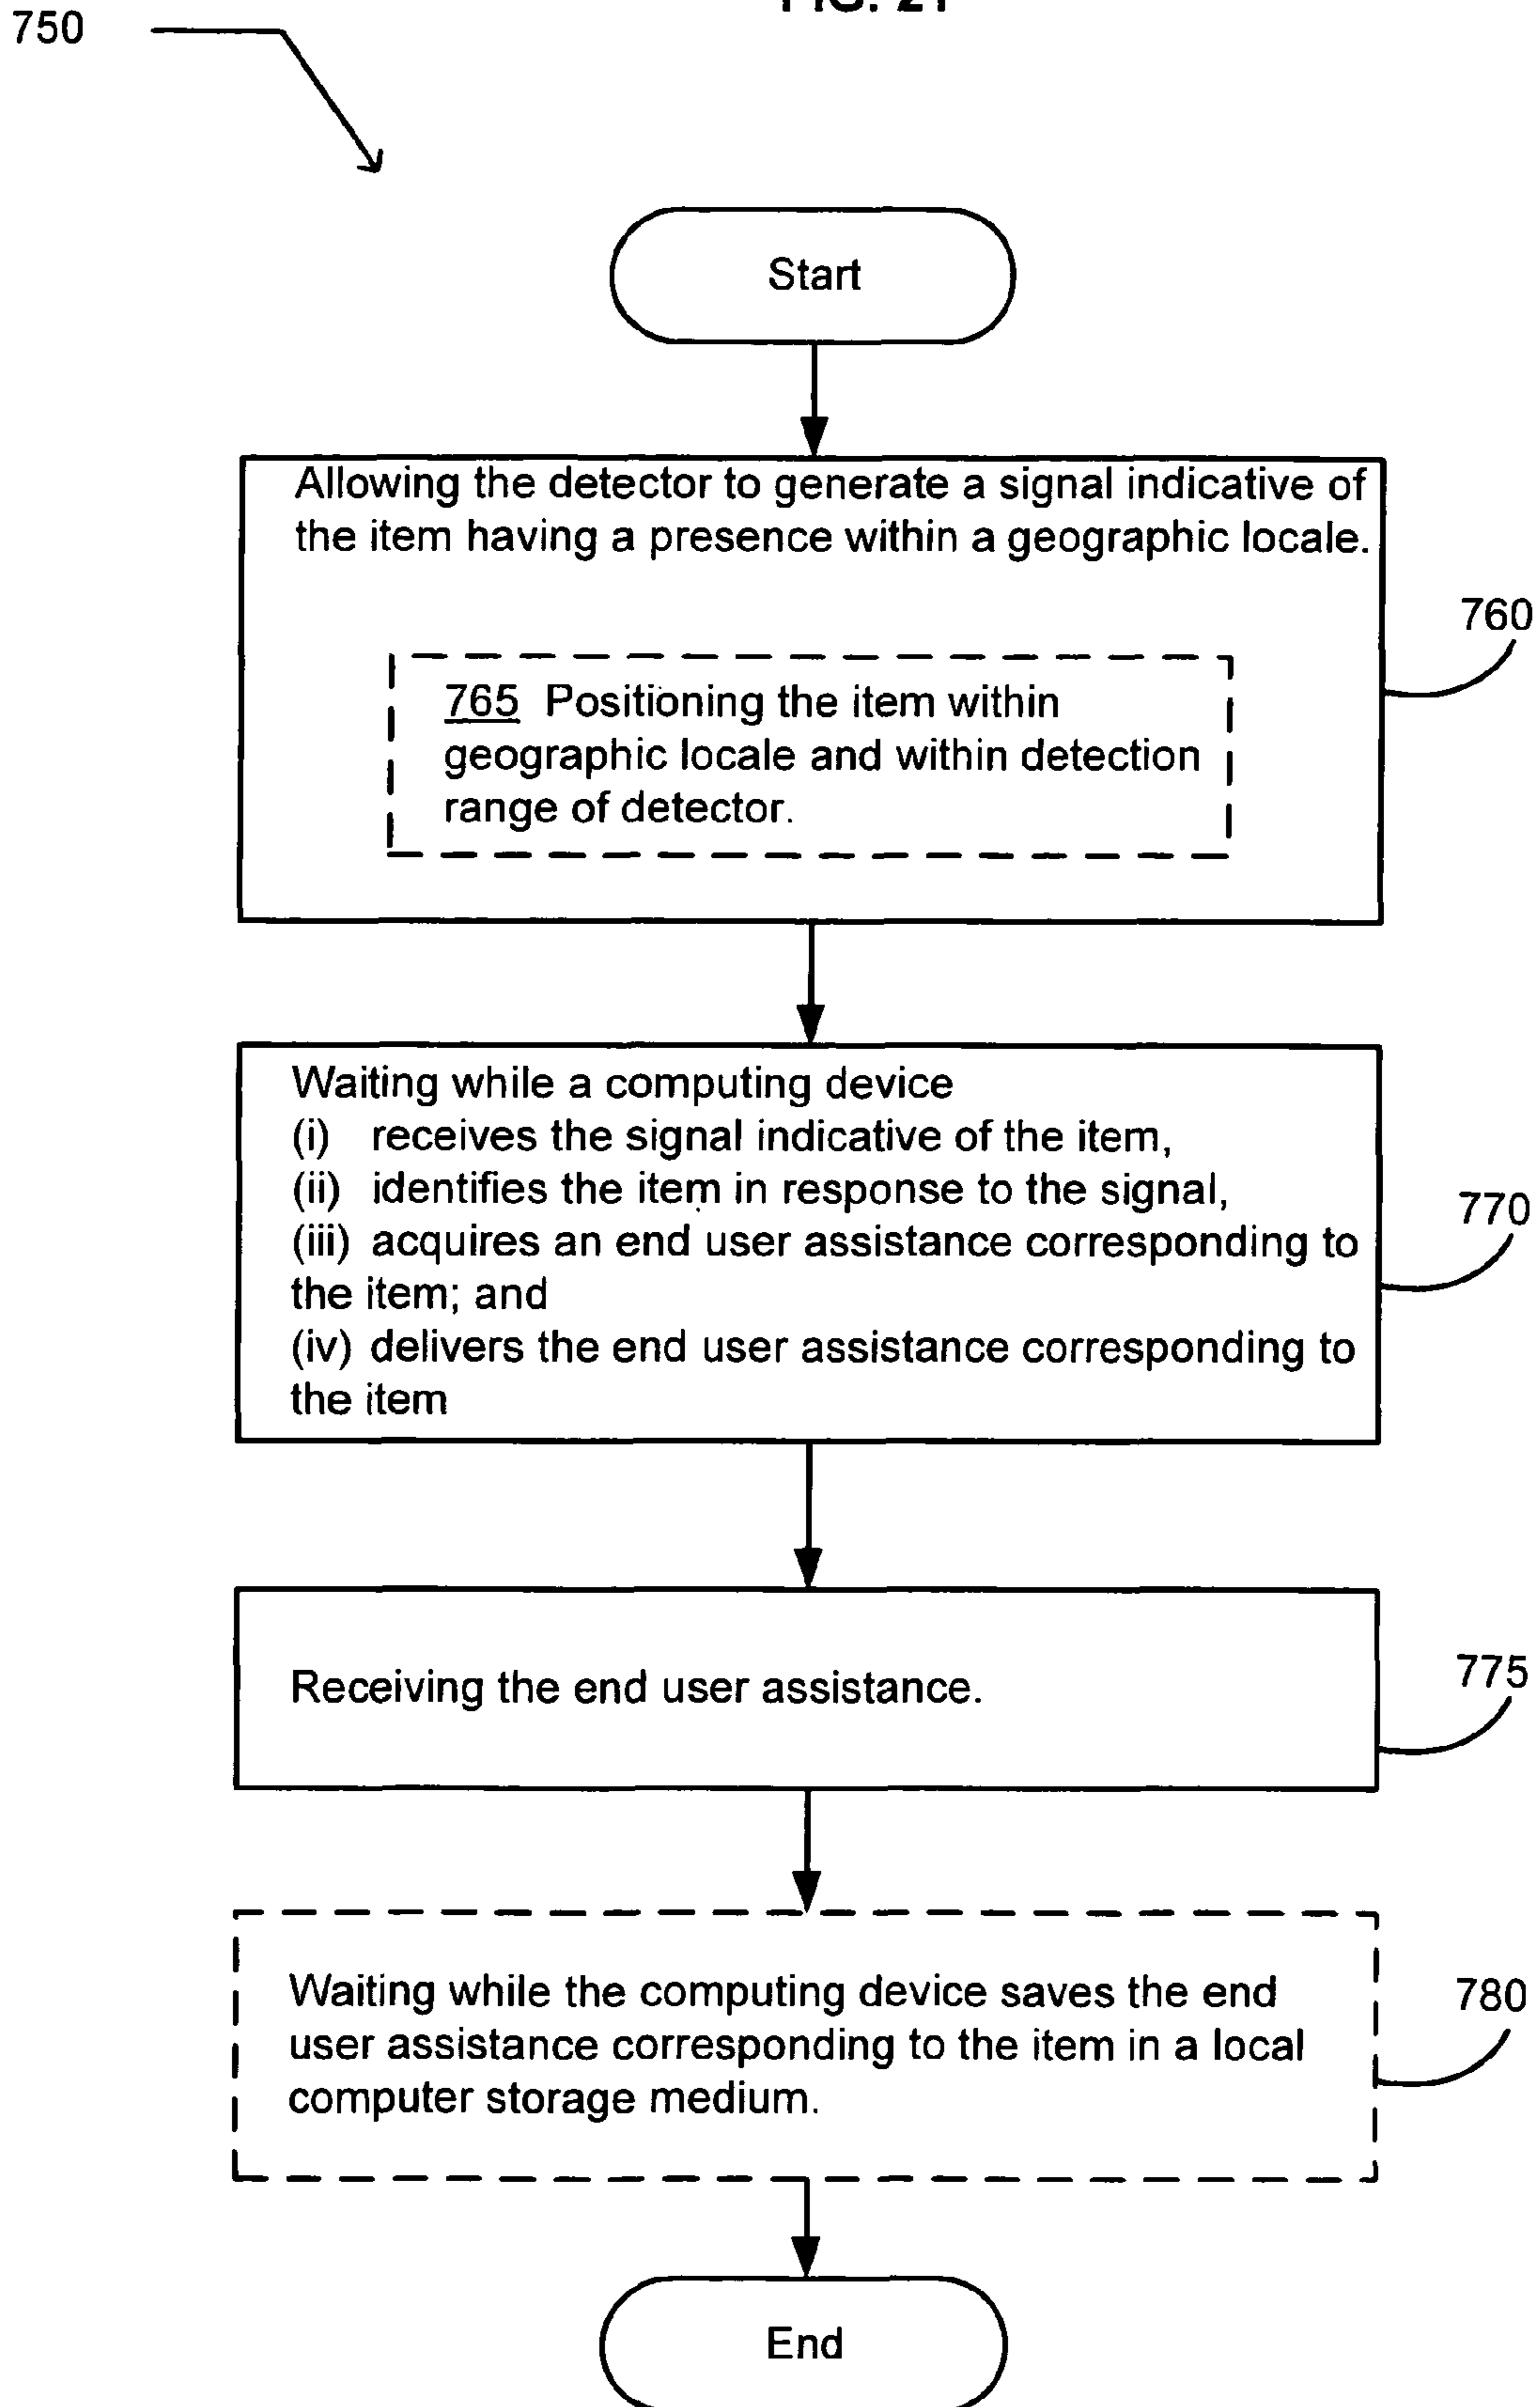 750
Start
Allowing the detector to generate a signal indicative of
the item having a presence within a geographic locale.
760
765 Positioning the item within
geographic locale and within detection
range of detector.
Waiting while a computing device
(i) receives the signal indicative of the item,
(ii) identifies the item in response to the signal,
770
(iii) acquires an end user assistance corresponding to
the item; and
(iv) delivers the end user assistance corresponding to
the item
Receiving the end user assistance.
775
Waiting while the computing device saves the end
780
user assistance corresponding to the item in a local
computer storage medium.
End